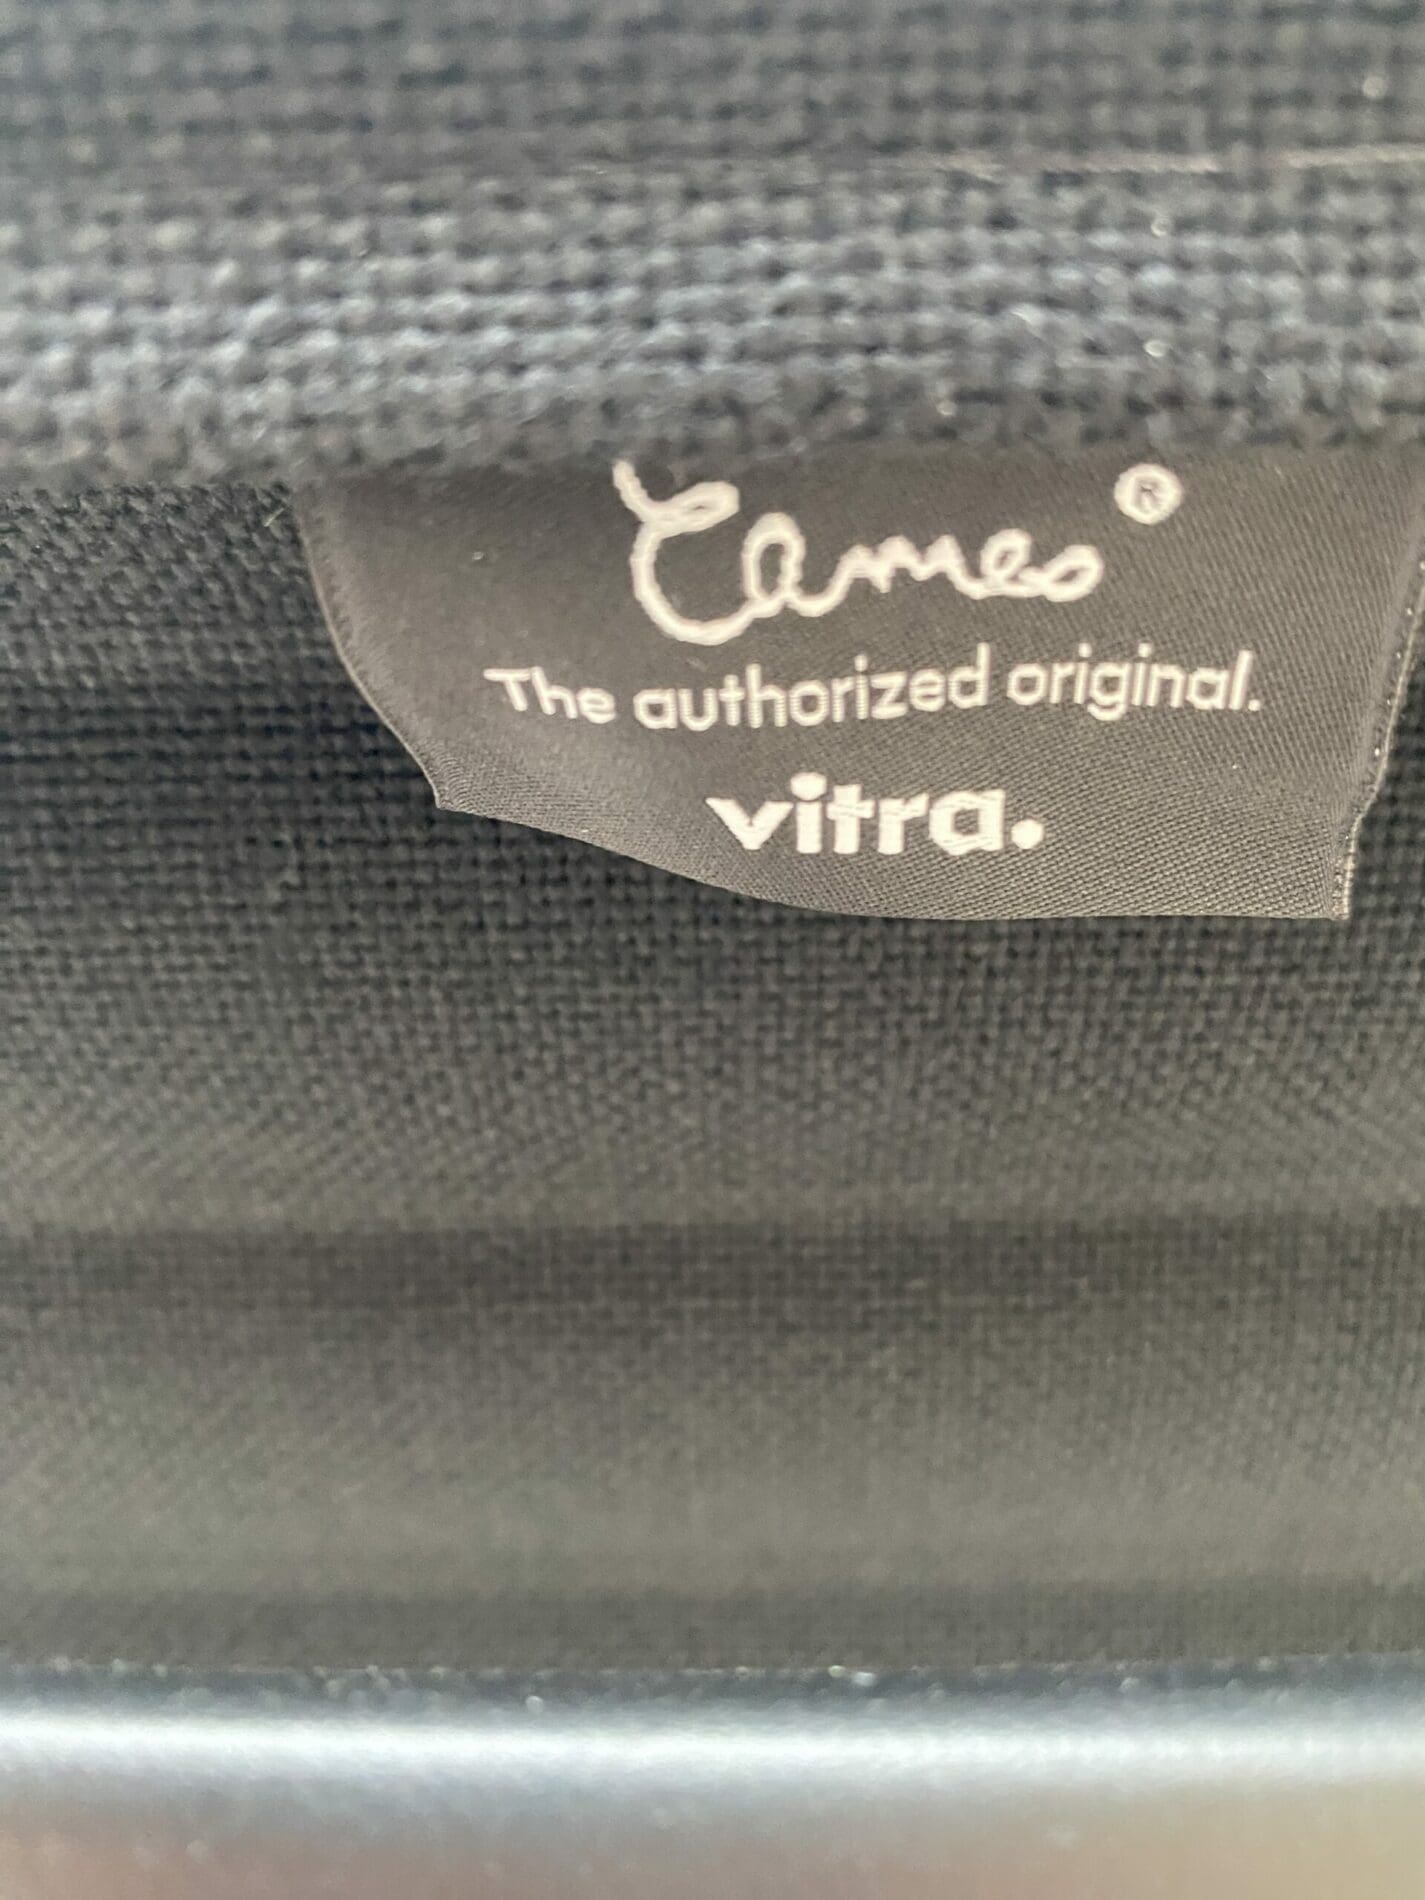 Eames®
The authorized original.
vitra.